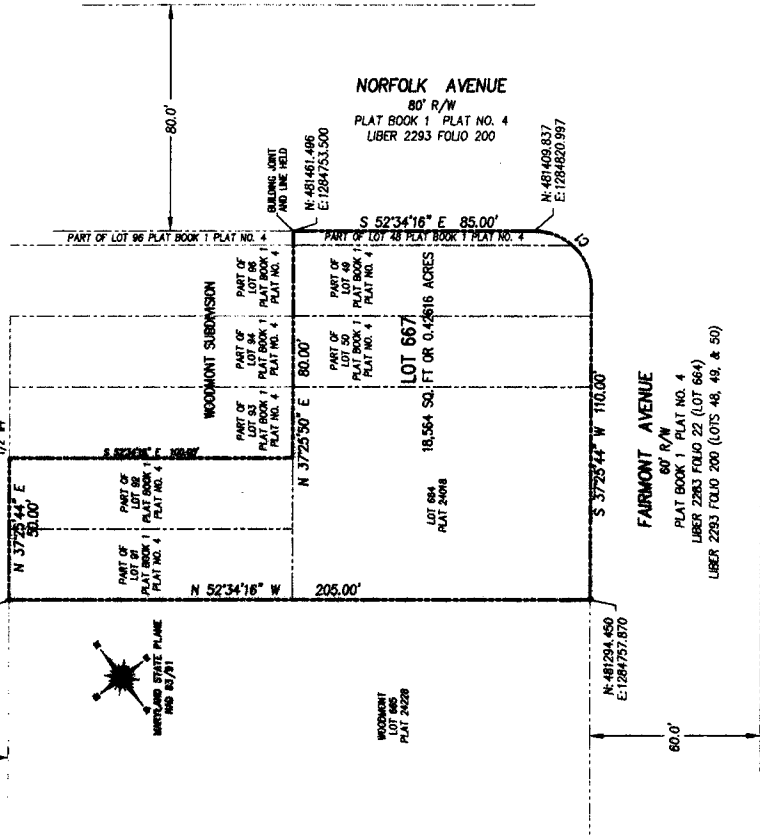 80.0'
NORFOLK AVENUE
80' R/W
PLAT BOOK 1 PLAT NO. 4
LIBER 2293 FOLIO 200
BUILDING JOINT
AND LINE HELD
N: 481461.496
E: 1284753.500
N: 481409.837
E: 1284820.997
S 52°34'16" E 85.00'
PART OF LOT 96 PLAT BOOK 1 PLAT NO. 4
PART OF LOT 48 PLAT BOOK 1 PLAT NO. 4
C1
WOODMONT SUBDIVISION
PART OF
LOT 95
PLAT BOOK 1
PLAT NO. 4
PART OF
LOT 49
PLAT BOOK 1
PLAT NO. 4
PART OF
LOT 94
PLAT BOOK 1
PLAT NO. 4
PART OF
LOT 50
PLAT BOOK 1
PLAT NO. 4
PART OF
LOT 93
PLAT BOOK 1
PLAT NO. 4
N 37°25'50" E 80.00'
LOT 667
18,564 SQ. FT OR 0.42616 ACRES
N 37°25'44" E
50.00'
PART OF
LOT 92
PLAT BOOK 1
PLAT NO. 4
PART OF
LOT 91
PLAT BOOK 1
PLAT NO. 4
LOT 664
PLAT 24018
S 37°25'44" W 110.00'
FAIRMONT AVENUE
60' R/W
PLAT BOOK 1 PLAT NO. 4
LIBER 2283 FOLIO 22 (LOT 664)
LIBER 2293 FOLIO 200 (LOTS 48, 49, & 50)
N 52°34'16" W 205.00'
MARYLAND STATE PLANE
NAD 83/91
WOODMONT
LOT 665
PLAT 24228
N: 481294.450
E: 1284757.870
60.0'